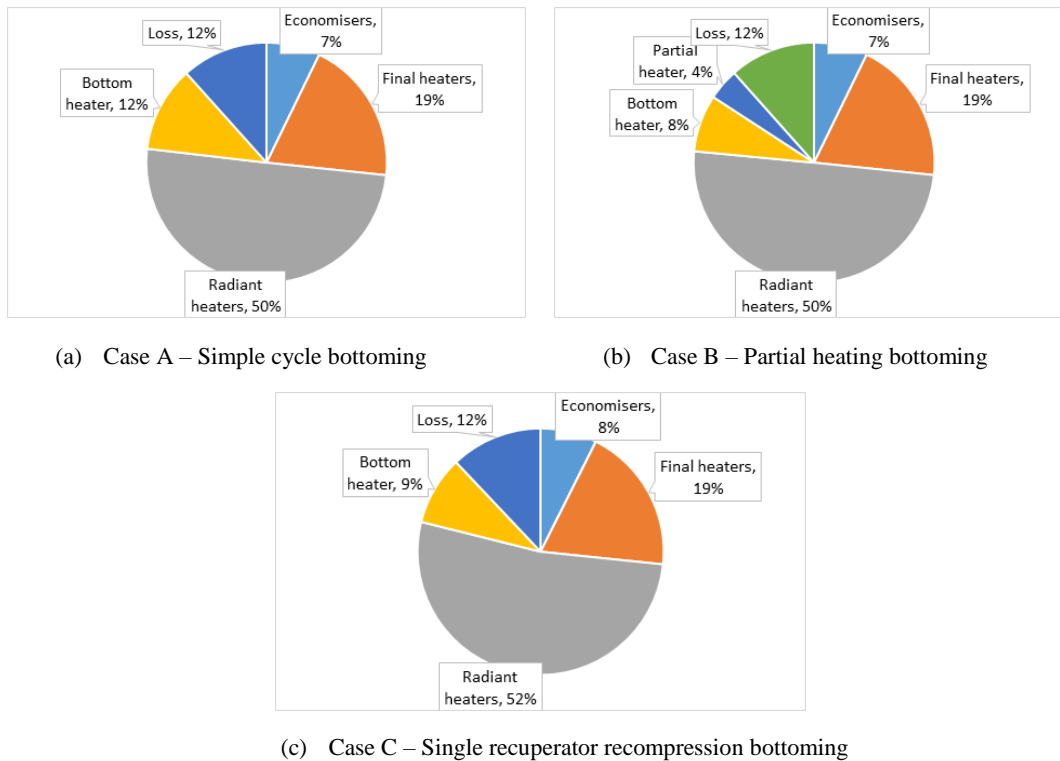 Loss, 12%
Economisers,
7%
Final heaters,
19%
Bottom
heater, 12%
Radiant
heaters, 50%
(a) Case A – Simple cycle bottoming
Loss, 12%
Economisers,
7%
Partial
heater, 4%
Final heaters,
19%
Bottom
heater, 8%
Radiant
heaters, 50%
(b) Case B – Partial heating bottoming
Loss, 12%
Economisers,
8%
Bottom
heater, 9%
Final heaters,
19%
Radiant
heaters, 52%
(c) Case C – Single recuperator recompression bottoming